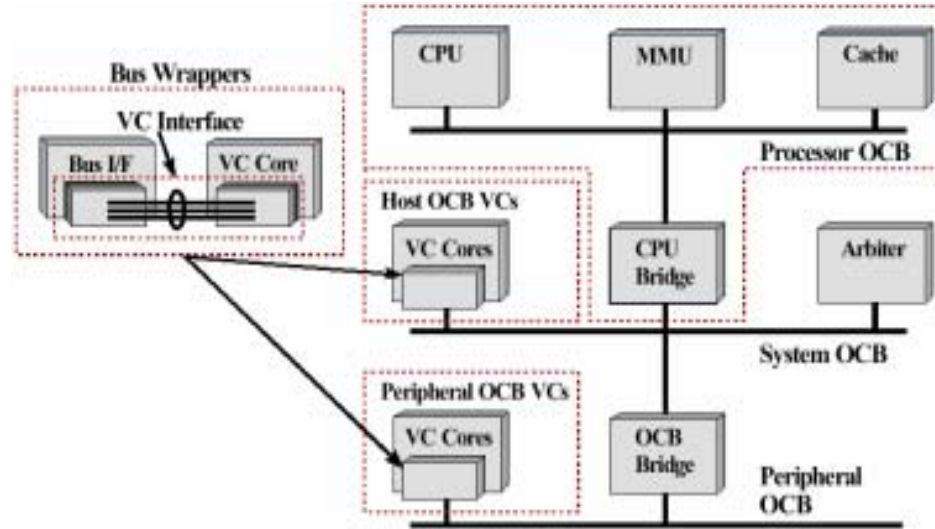 CPU
MMU
Cache
Bus Wrappers
VC Interface
Processor OCB
Bus I/F
VC Core
Host OCB VCs
VC Cores
CPU
Bridge
Arbiter
System OCB
Peripheral OCB VCs
VC Cores
OCB
Bridge
Peripheral
OCB